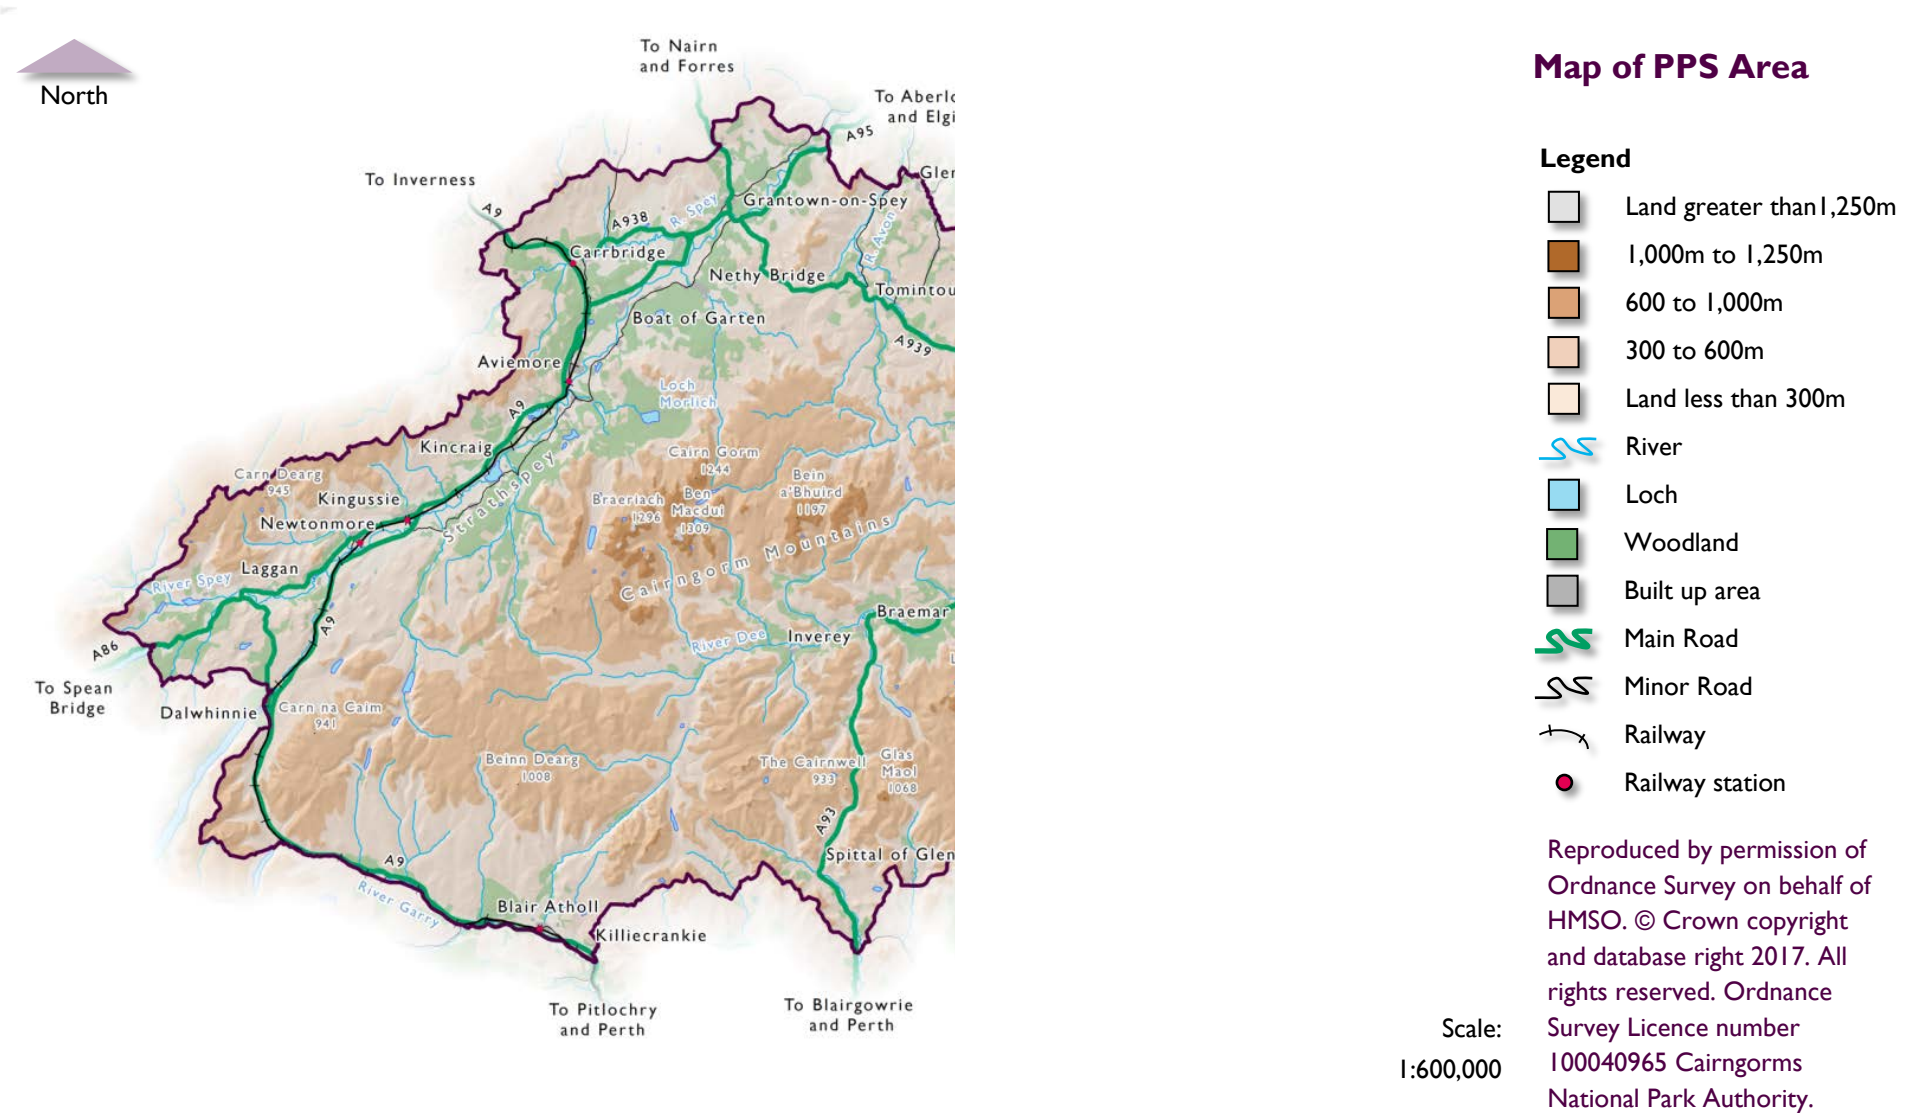 North
To Nairn
and Forres
To Aberlo
and Elgi
A95
To Inverness
A9
Glen
Grantown-on-Spey
R. Spey
A938
R. Avon
Carrbridge
Nethy Bridge
Tomintou
Boat of Garten
A939
Aviemore
Loch
Morlich
A9
Kincraig
Strathspey
Cairn Gorm
1244
Carn Dearg
945
Bein
a'Bhuird
1197
Kingussie
Braeriach
1296
Ben
Macdui
1309
Newtonmore
Cairngorm Mountains
Laggan
River Spey
A9
Braemar
Inverey
River Dee
A86
To Spean
Bridge
Dalwhinnie
Carn na Caim
941
Beinn Dearg
1008
The Cairnwell
933
Glas
Maol
1068
A93
A9
Spittal of Glen
River Garry
Blair Atholl
Killiecrankie
To Pitlochry
and Perth
To Blairgowrie
and Perth
Map of PPS Area
Legend
Land greater than1,250m
1,000m to 1,250m
600 to 1,000m
300 to 600m
Land less than 300m
River
Loch
Woodland
Built up area
Main Road
Minor Road
Railway
Railway station
Reproduced by permission of
Ordnance Survey on behalf of
HMSO. © Crown copyright
and database right 2017. All
rights reserved. Ordnance
Survey Licence number
100040965 Cairngorms
National Park Authority.
Scale:
1:600,000